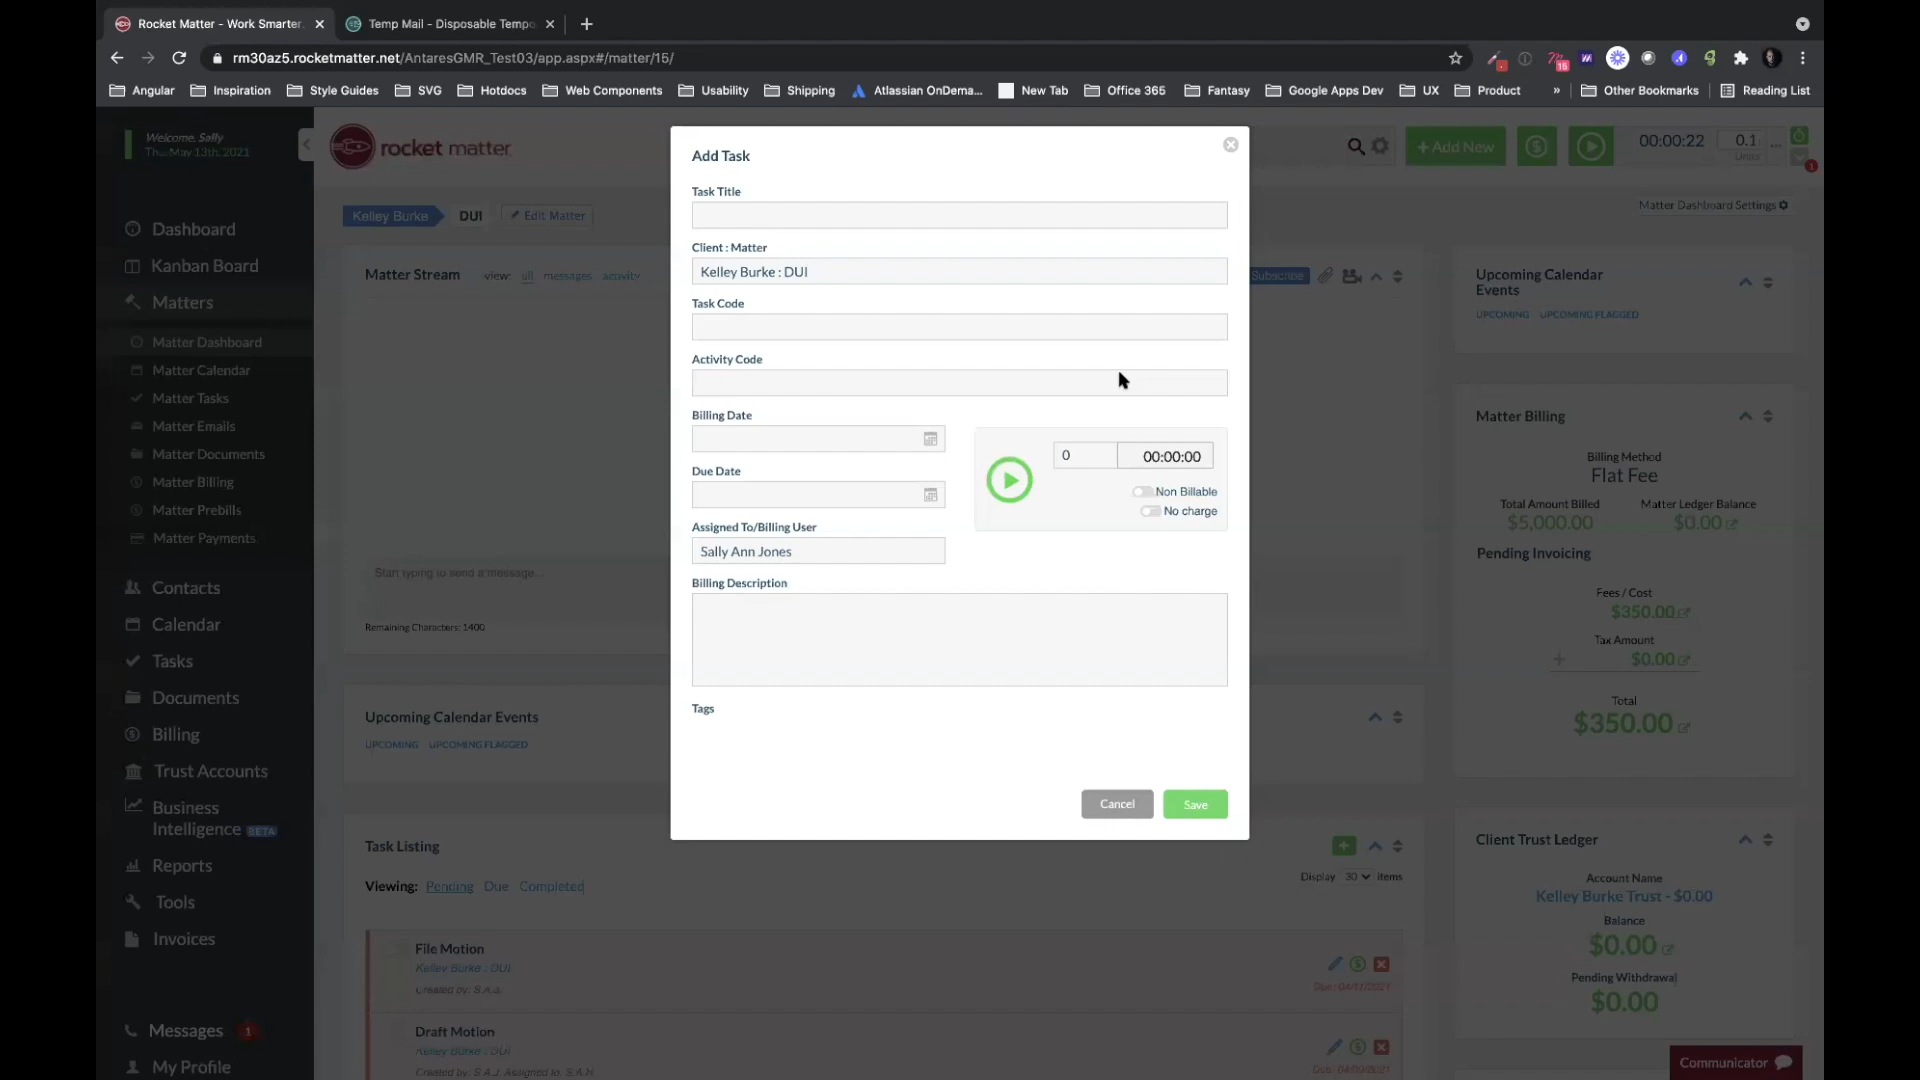 Rocket Matter - Work Smarter.
Temp Mail - Disposable Tempo
rm30az5.rocketmatter.net/AntaresGMR_Test03/app.aspx#/matter/15/
Angular
Inspiration
Style Guides
SVG
Hotdocs
Web Components
Usability
Shipping
Atlassian OnDema...
New Tab
Office 365
Fantasy
Google Apps Dev
UX
Product
»
Other Bookmarks
Reading List
Welcome, Sally
Thu May 13th, 2021
rocket matter
+ Add New
00:00:22
0.1
Units
1
Dashboard
Kanban Board
Matters
Matter Dashboard
Matter Calendar
Matter Tasks
Matter Emails
Matter Documents
Matter Billing
Matter Prebills
Matter Payments
Contacts
Calendar
Tasks
Documents
Billing
Trust Accounts
Business
Intelligence BETA
Reports
Tools
Invoices
Messages 1
My Profile
Kelley Burke
DUI
Edit Matter
Matter Dashboard Settings
Matter Stream
view: all messages activity
Subscribe
Start typing to send a message...
Remaining Characters: 1400
Upcoming Calendar Events
UPCOMING UPCOMING FLAGGED
Task Listing
Display 30 items
Viewing: Pending Due Completed
File Motion
Kelley Burke : DUI
Created by: S.A.J.
Draft Motion
Kelley Burke : DUI
Add Task
Task Title
Client : Matter
Kelley Burke : DUI
Task Code
Activity Code
Billing Date
0
00:00:00
Non Billable
No charge
Due Date
Assigned To/Billing User
Sally Ann Jones
Billing Description
Tags
Cancel
Save
Upcoming Calendar
Events
UPCOMING UPCOMING FLAGGED
Matter Billing
Billing Method
Flat Fee
Total Amount Billed
$5,000.00
Matter Ledger Balance
$0.00
Pending Invoicing
Fees / Cost
$350.00
Tax Amount
+ $0.00
Total
$350.00
Client Trust Ledger
Account Name
Kelley Burke Trust - $0.00
Balance
$0.00
Pending Withdrawal
$0.00
Communicator